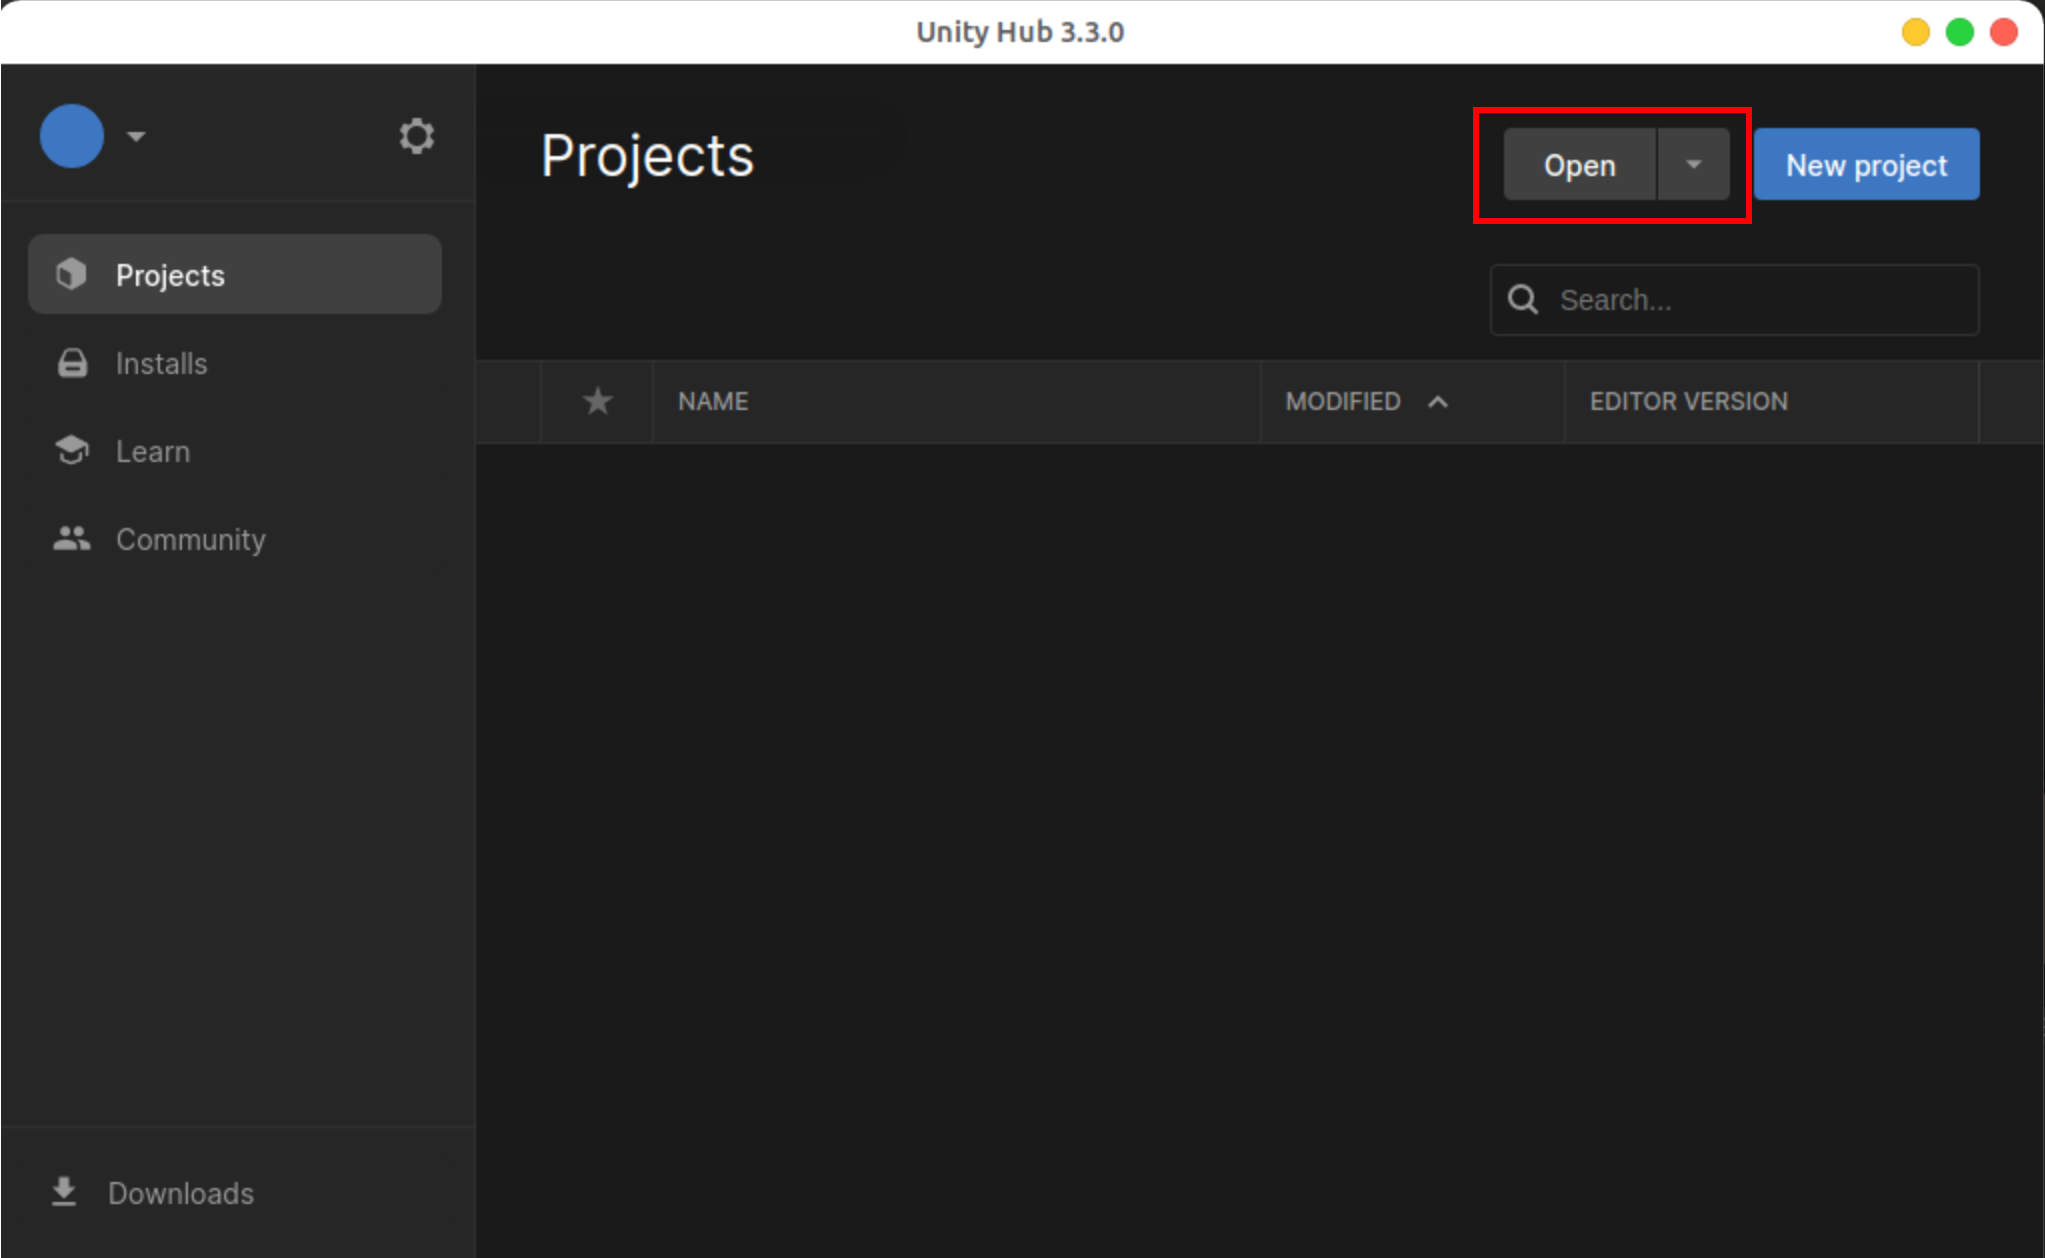 Unity Hub 3.3.0
Projects
Open
New project
Projects
Installs
Learn
Community
Search...
NAME
MODIFIED
EDITOR VERSION
Downloads